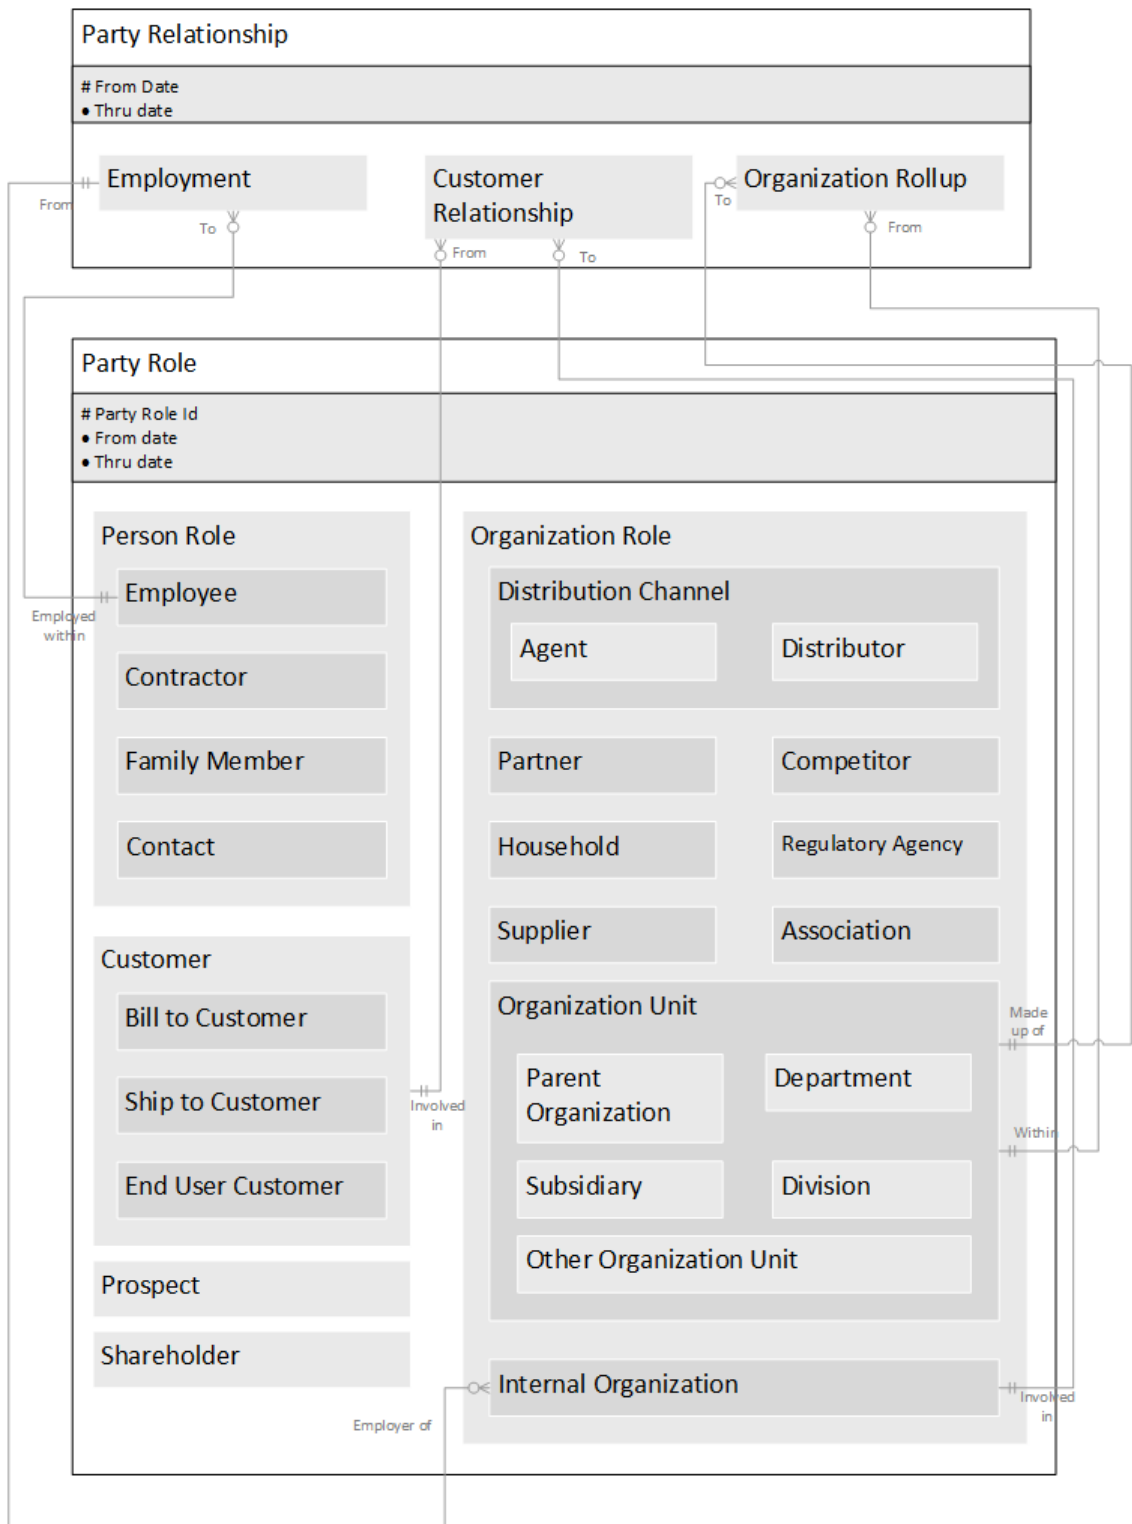 Party Relationship
# From Date
• Thru date
Employment
Customer
Relationship
Organization Rollup
From
To
From
To
To
From
Party Role
# Party Role Id
• From date
• Thru date
Person Role
Employee
Employed
within
Contractor
Family Member
Contact
Customer
Bill to Customer
Ship to Customer
End User Customer
Involved
in
Prospect
Shareholder
Organization Role
Distribution Channel
Agent
Distributor
Partner
Competitor
Household
Regulatory Agency
Supplier
Association
Organization Unit
Made
up of
Parent
Organization
Department
Within
Subsidiary
Division
Other Organization Unit
Internal Organization
Involved
in
Employer of